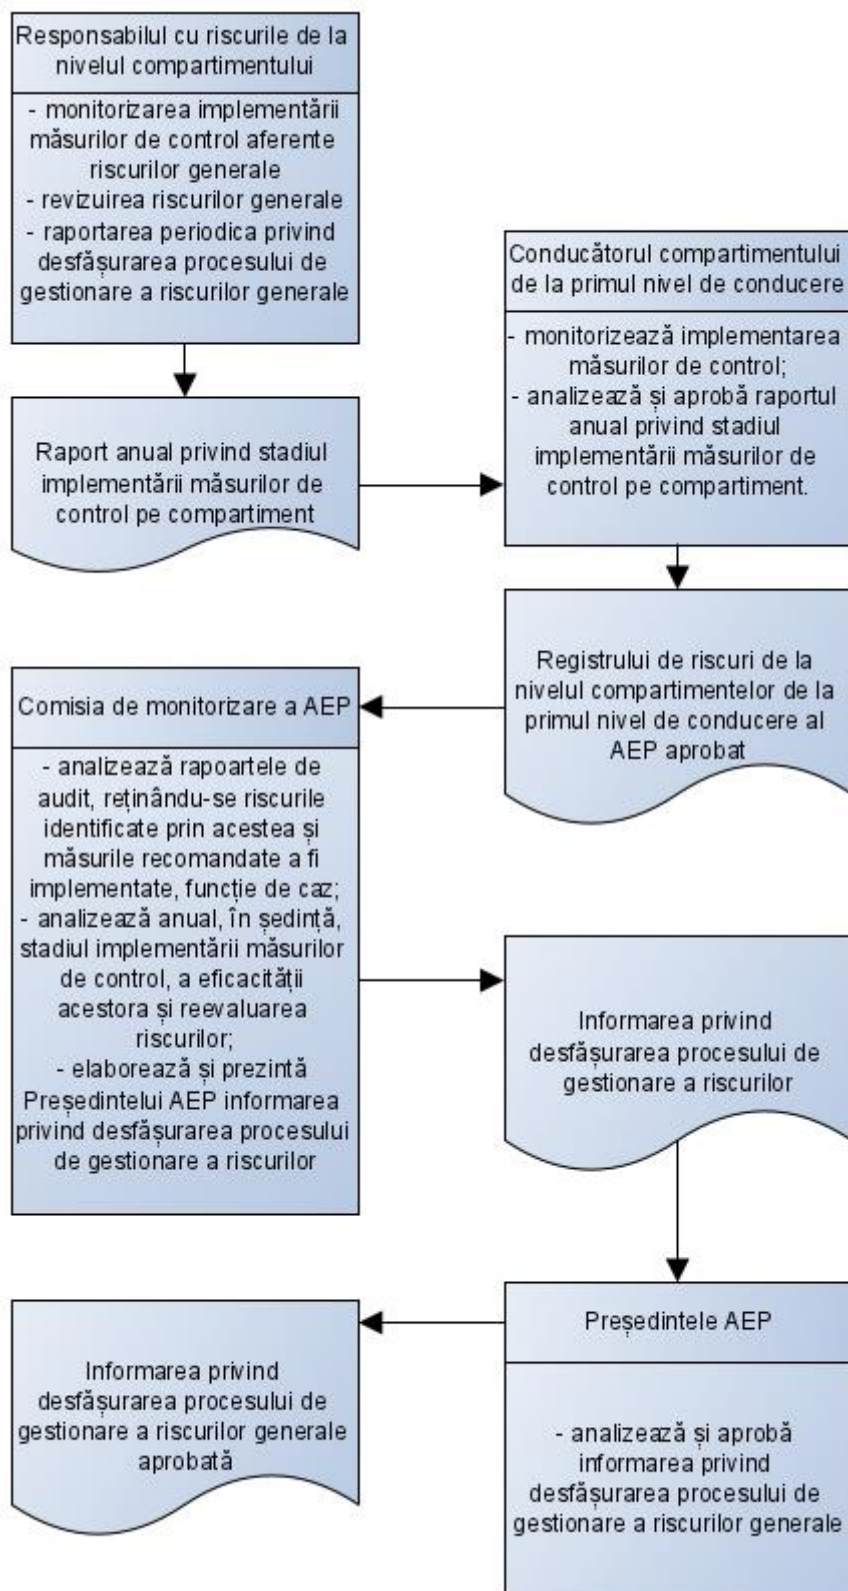 Responsabilul cu riscurile de la
nivelul compartimentului
- monitorizarea implementării
măsurilor de control aferente
riscurilor generale
- revizuirea riscurilor generale
- raportarea periodica privind
desfășurarea procesului de
gestionare a riscurilor generale
Raport anual privind stadiul
implementării măsurilor de
control pe compartiment
Conducătorul compartimentului
de la primul nivel de conducere
- monitorizează implementarea
măsurilor de control;
- analizează și aprobă raportul
anual privind stadiul
implementării măsurilor de
control pe compartiment.
Registrului de riscuri de la
nivelul compartimentelor de la
primul nivel de conducere al
AEP aprobat
Comisia de monitorizare a AEP
- analizează rapoartele de
audit, reținându-se riscurile
identificate prin acestea și
măsurile recomandate a fi
implementate, funcție de caz;
- analizează anual, în ședință,
stadiul implementării măsurilor
de control, a eficacității
acestora și reevaluarea
riscurilor;
- elaborează și prezintă
Președintelui AEP informarea
privind desfășurarea procesului
de gestionare a riscurilor
Informarea privind
desfășurarea procesului de
gestionare a riscurilor
Președintele AEP
- analizează și aprobă
informarea privind
desfășurarea procesului de
gestionare a riscurilor generale
Informarea privind
desfășurarea procesului de
gestionare a riscurilor generale
aprobată